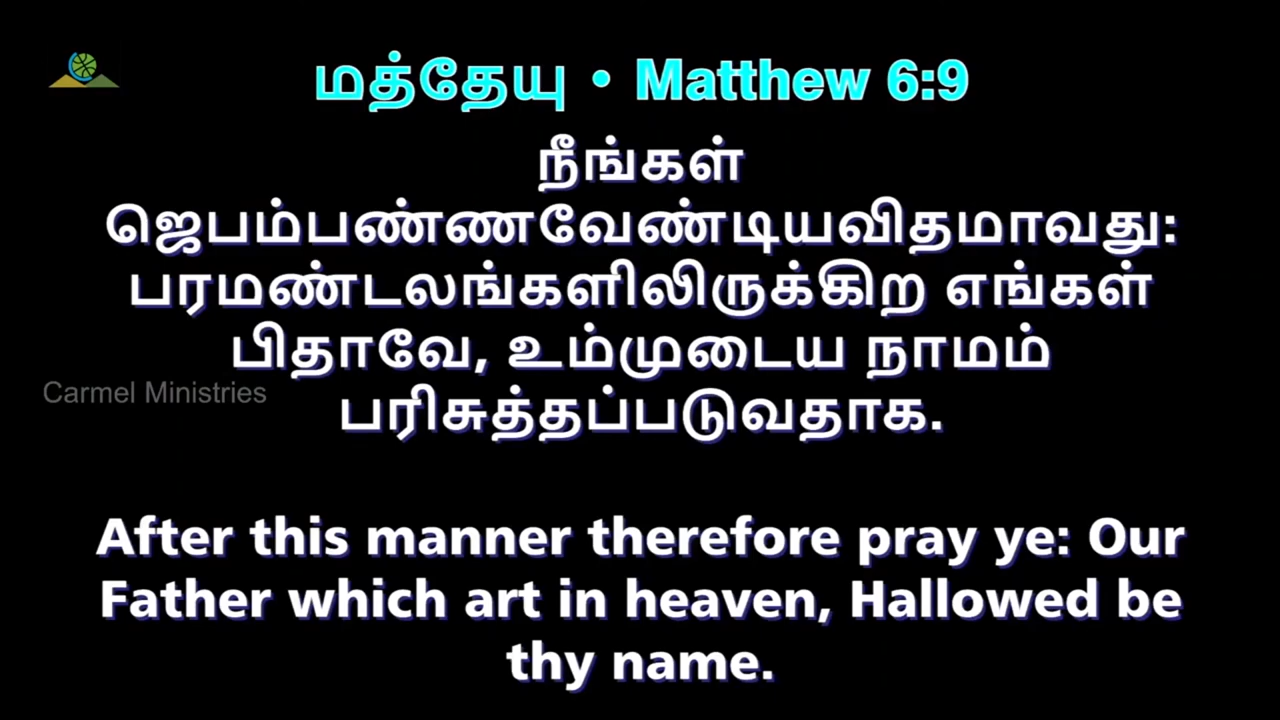 மத்தேயு • Matthew 6:9
நீங்கள்
ஜெபம்பண்ணவேண்டியவிதமாவது:
பரமண்டலங்களிலிருக்கிற எங்கள்
பிதாவே, உம்முடைய நாமம்
Carmel Ministries
பரிசுத்தப்படுவதாக.
After this manner therefore pray ye: Our
Father which art in heaven, Hallowed be
thy name.